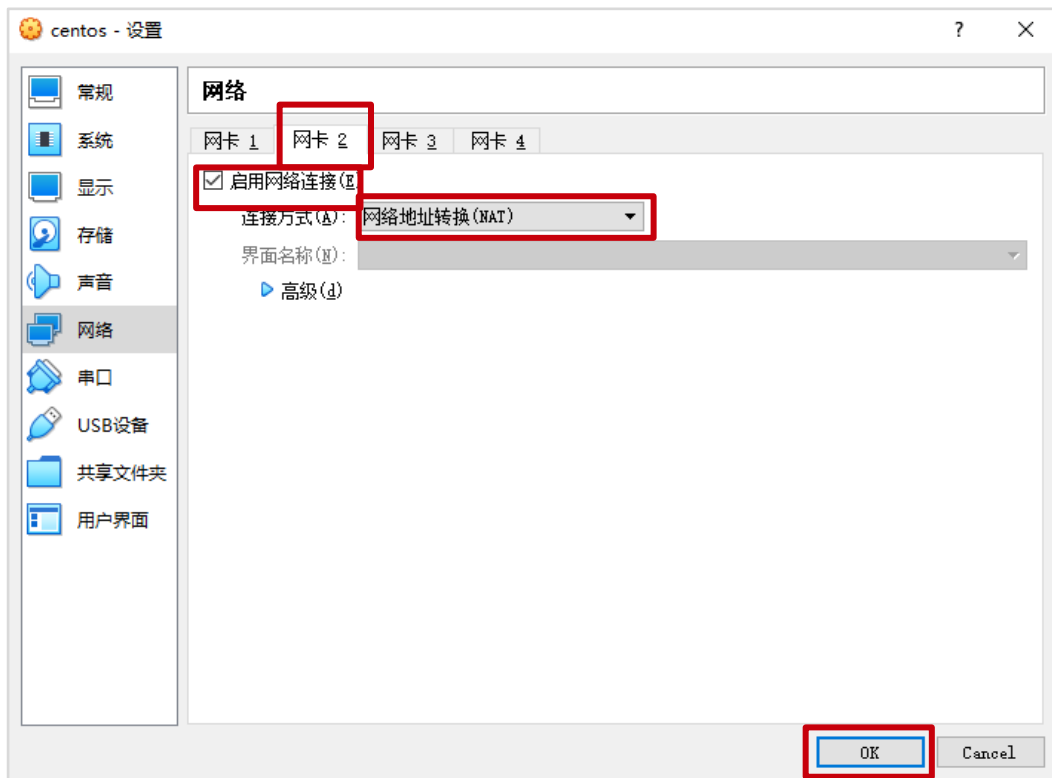 centos - 设置
?
常规
系统
显示
存储
声音
网络
串口
USB设备
共享文件夹
用户界面
网络
网卡 1
网卡 2
网卡 3
网卡 4
启用网络连接(E
连接方式(A): 网络地址转换(NAT)
界面名称(N):
高级(d)
OK
Cancel